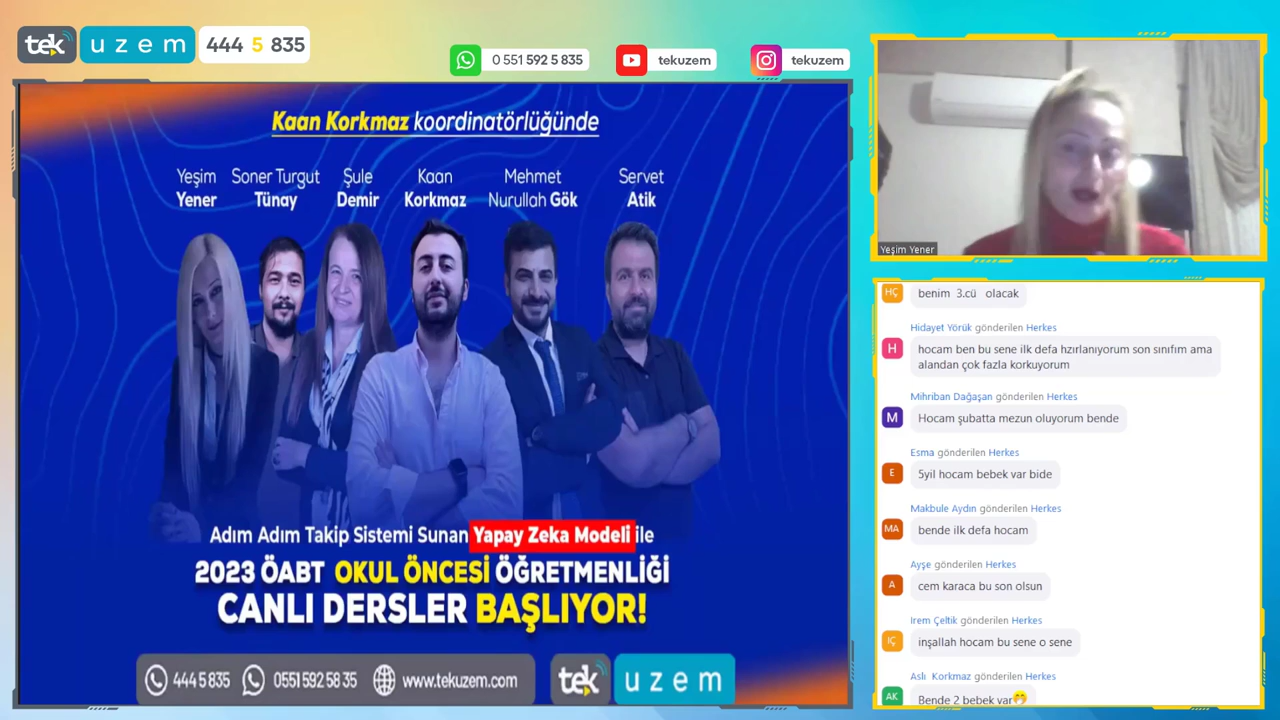 tek uzem 444 5 835
0 551 592 5 835
tekuzem
tekuzem
Kaan Korkmaz koordinatörlüğünde
Yeşim Yener
Soner Turgut Tünay
Şule Demir
Kaan Korkmaz
Mehmet Nurullah Gök
Servet Atik
Adım Adım Takip Sistemi Sunan Yapay Zeka Modeli ile
2023 ÖABT OKUL ÖNCESİ ÖĞRETMENLİĞİ
CANLI DERSLER BAŞLIYOR!
444 5 835
0551 592 58 35
www.tekuzem.com
tek uzem
Yeşim Yener
HÇ
benim 3.cü olacak
Hidayet Yörük gönderilen Herkes
H
hocam ben bu sene ilk defa hzırlanıyorum son sınıfım ama
alandan çok fazla korkuyorum
Mihriban Dağaşan gönderilen Herkes
M
Hocam şubatta mezun oluyorum bende
Esma gönderilen Herkes
E
5yil hocam bebek var bide
Makbule Aydın gönderilen Herkes
MA
bende ilk defa hocam
Ayşe gönderilen Herkes
A
cem karaca bu son olsun
Irem Çeltik gönderilen Herkes
IÇ
inşallah hocam bu sene o sene
Aslı Korkmaz gönderilen Herkes
AK
Bende 2 bebek var🤭